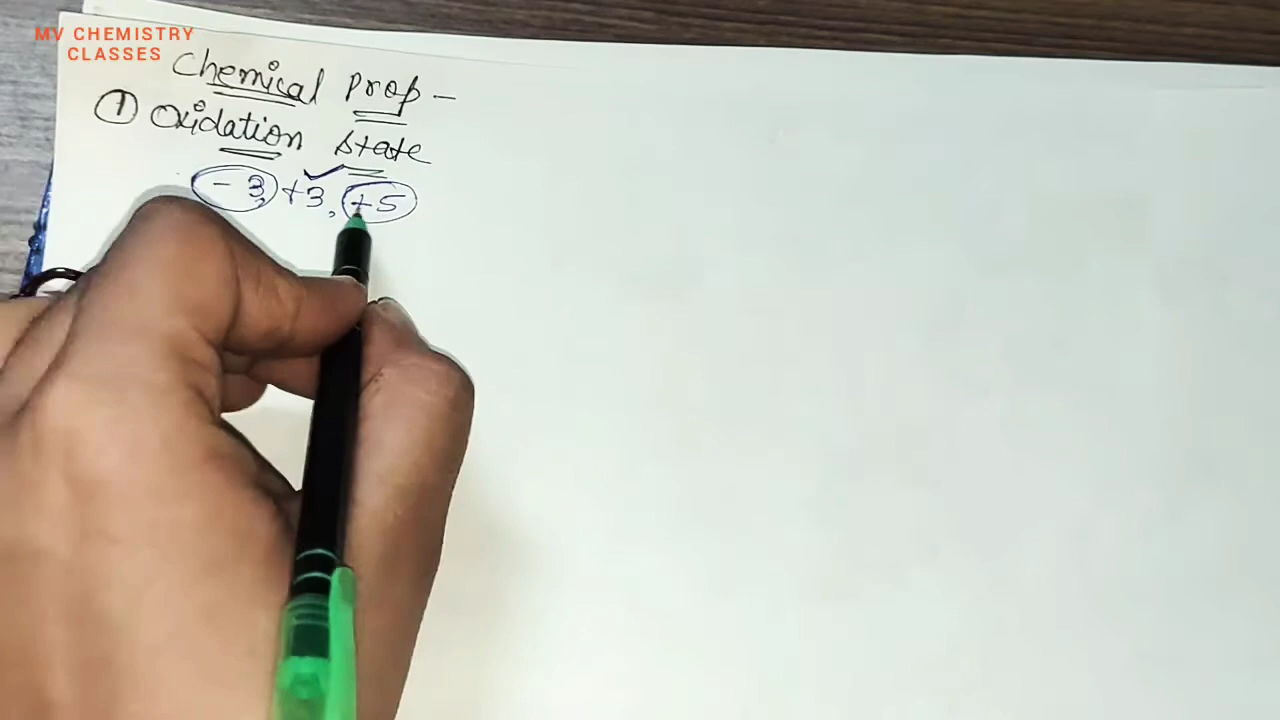 MV CHEMISTRY
CLASSES
Chemical Prop -
① Oxidation State
- 3, +3, +5